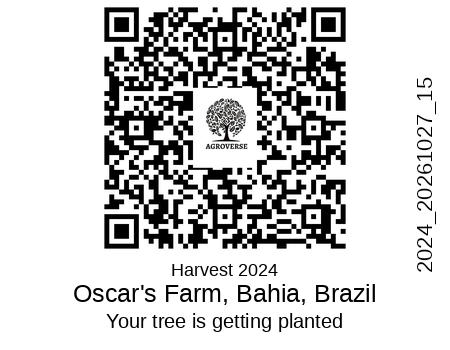 AGROVERSE
Harvest 2024
Oscar's Farm, Bahia, Brazil
Your tree is getting planted
2024_20261027_15